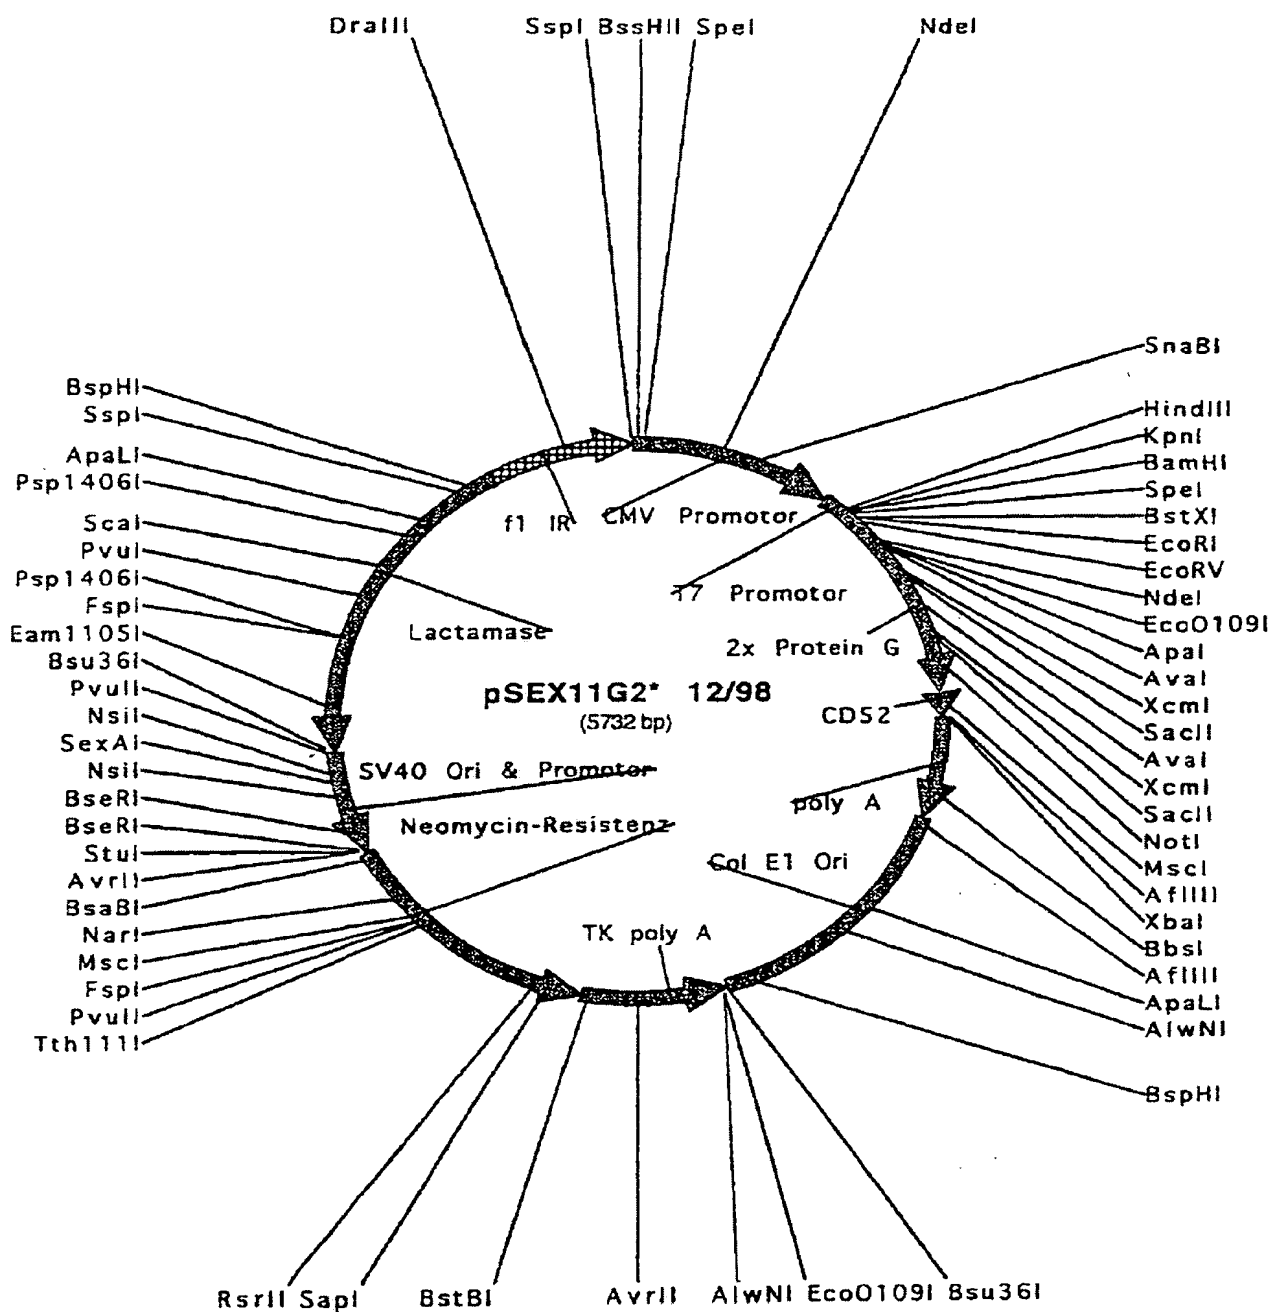 DraIII SspI BssHII SpeI NdeI
SnaBI
HindIII
KpnI
BamHI
SpeI
BstXI
EcoRI
EcoRV
NdeI
EcoO109I
ApaI
AvaI
XcmI
SacII
AvaI
XcmI
SacII
NotI
MscI
AflIII
XbaI
BbsI
AflIII
ApaLI
AlwNI
BspHI
BspHI
SspI
ApaLI
Psp1406I
ScaI
PvuI
Psp1406I
FspI
Eam1105I
Bsu36I
PvuII
NsiI
SexAI
NsiI
BseRI
BseRI
StuI
AvrII
BsaBI
NarI
MscI
FspI
PvuII
Tth111I
f1 IR CMV Promotor
T7 Promotor
Lactamase
2x Protein G
pSEX11G2* 12/98
(5732 bp)
CD52
SV40 Ori & Promotor
poly A
Neomycin-Resistenz
Col E1 Ori
TK poly A
RsrII SapI BstBI AvrII AlwNI EcoO109I Bsu36I